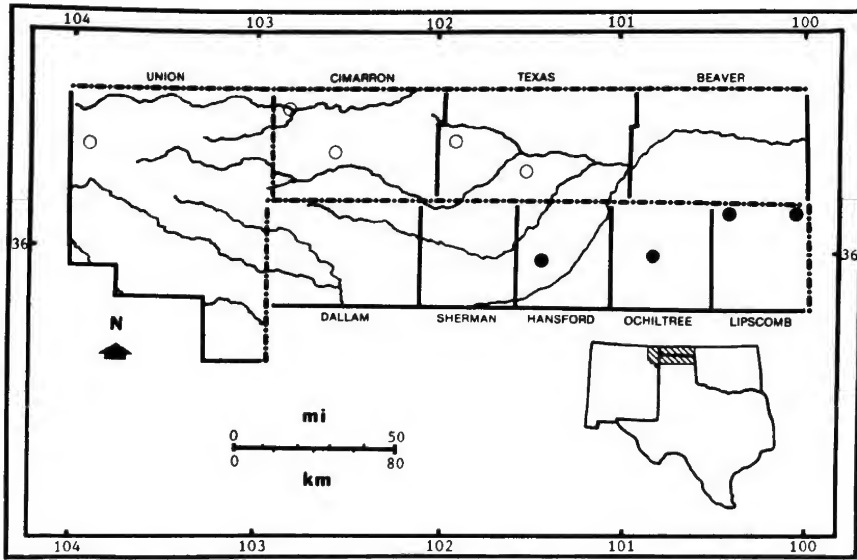 104 103 102 101 100
UNION CIMARRON TEXAS BEAVER
36 36
DALLAM SHERMAN HANSFORD OCHILTREE LIPSCOMB
N
mi
0 50
0 80
km
104 103 102 101 100